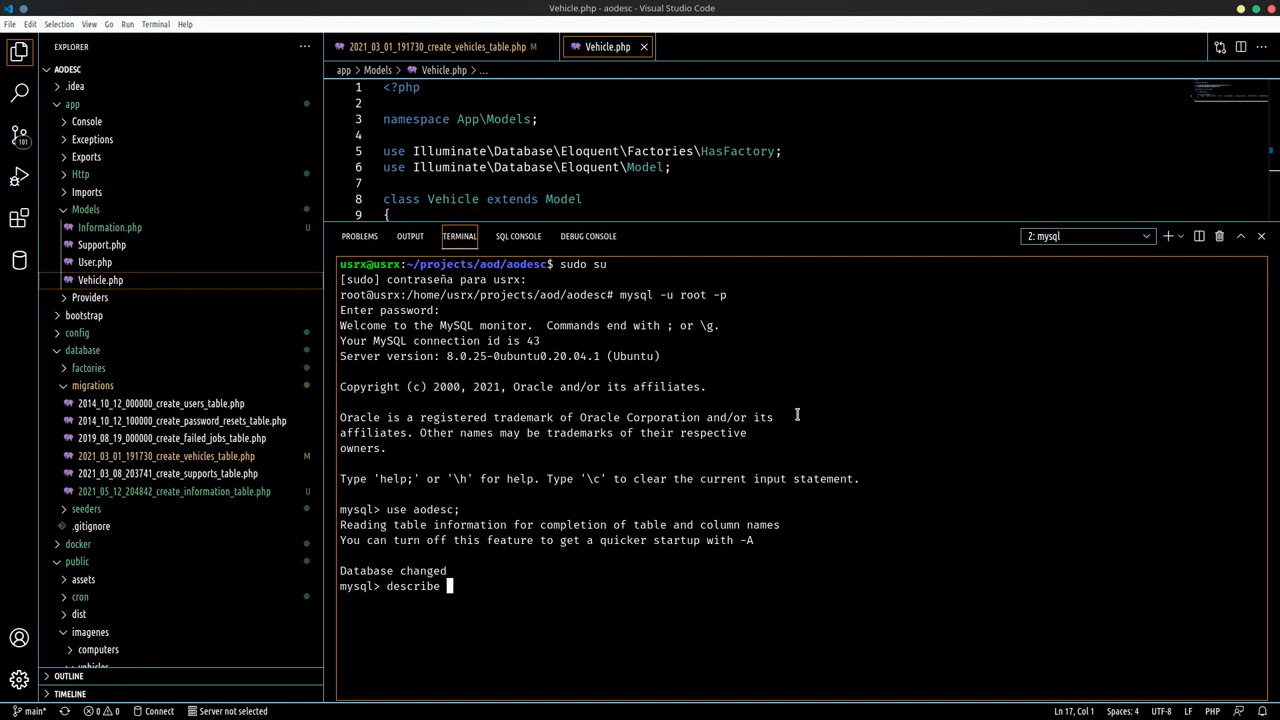 Vehicle.php - aodesc - Visual Studio Code
File Edit Selection View Go Run Terminal Help
EXPLORER
AODESC
.idea
app
Console
Exceptions
Exports
Http
Imports
Models
Information.php U
Support.php
User.php
Vehicle.php
Providers
bootstrap
config
database
factories
migrations
2014_10_12_000000_create_users_table.php
2014_10_12_100000_create_password_resets_table.php
2019_08_19_000000_create_failed_jobs_table.php
2021_03_01_191730_create_vehicles_table.php M
2021_03_08_203741_create_supports_table.php
2021_05_12_204842_create_information_table.php U
seeders
.gitignore
docker
public
assets
cron
dist
imagenes
computers
vehicles
OUTLINE
TIMELINE
101
2021_03_01_191730_create_vehicles_table.php M
Vehicle.php
app > Models > Vehicle.php > ...
1 <?php
2
3 namespace App\Models;
4
5 use Illuminate\Database\Eloquent\Factories\HasFactory;
6 use Illuminate\Database\Eloquent\Model;
7
8 class Vehicle extends Model
9 {
PROBLEMS OUTPUT TERMINAL SQL CONSOLE DEBUG CONSOLE
2: mysql
usrx@usrx:~/projects/aod/aodesc$ sudo su
[sudo] contraseña para usrx:
root@usrx:/home/usrx/projects/aod/aodesc# mysql -u root -p
Enter password:
Welcome to the MySQL monitor.  Commands end with ; or \g.
Your MySQL connection id is 43
Server version: 8.0.25-0ubuntu0.20.04.1 (Ubuntu)
Copyright (c) 2000, 2021, Oracle and/or its affiliates.
Oracle is a registered trademark of Oracle Corporation and/or its
affiliates. Other names may be trademarks of their respective
owners.
Type 'help;' or '\h' for help. Type '\c' to clear the current input statement.
mysql> use aodesc;
Reading table information for completion of table and column names
You can turn off this feature to get a quicker startup with -A
Database changed
mysql> describe
main* 0 0 Connect Server not selected
Ln 17, Col 1 Spaces: 4 UTF-8 LF PHP